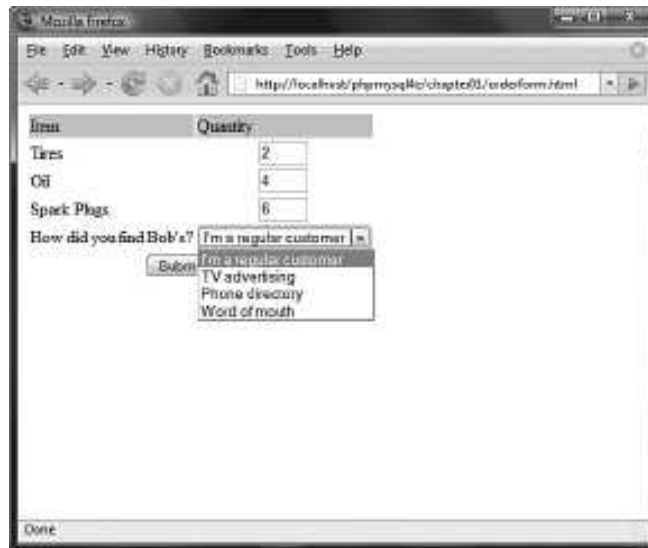 Mozilla Firefox
File Edit View History Bookmarks Tools Help
http://localhost/phpmysql4e/chapter01/orderform.html
Item Quantity
Tires 2
Oil 4
Spark Plugs 6
How did you find Bob's? I'm a regular customer
I'm a regular customer
TV advertising
Phone directory
Word of mouth
Done